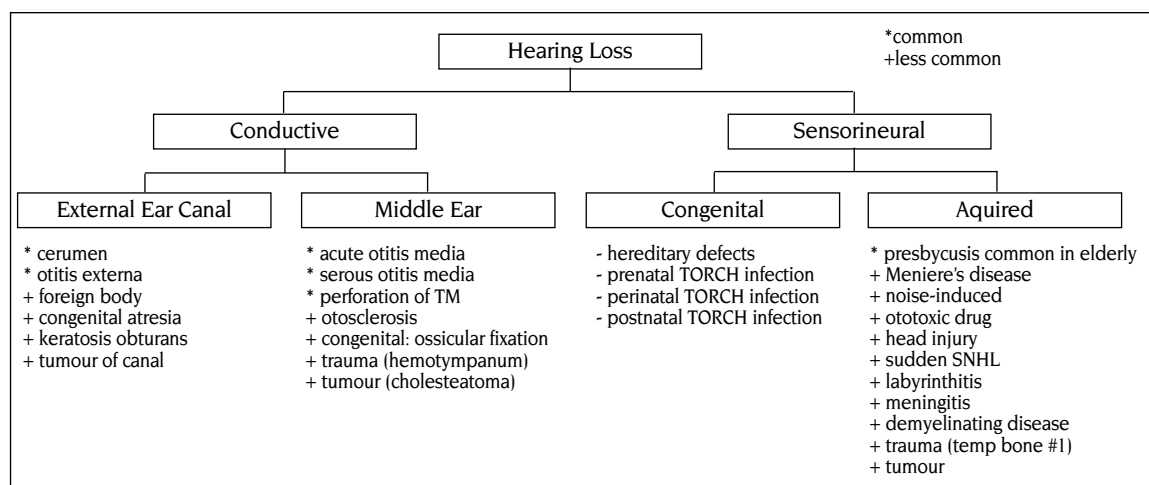 Hearing Loss
*common
+less common
Conductive
Sensorineural
External Ear Canal
* cerumen
* otitis externa
+ foreign body
+ congenital atresia
+ keratosis obturans
+ tumour of canal
Middle Ear
* acute otitis media
* serous otitis media
* perforation of TM
+ otosclerosis
+ congenital: ossicular fixation
+ trauma (hemotympanum)
+ tumour (cholesteatoma)
Congenital
- hereditary defects
- prenatal TORCH infection
- perinatal TORCH infection
- postnatal TORCH infection
Aquired
* presbycusis common in elderly
+ Meniere's disease
+ noise-induced
+ ototoxic drug
+ head injury
+ sudden SNHL
+ labyrinthitis
+ meningitis
+ demyelinating disease
+ trauma (temp bone #1)
+ tumour